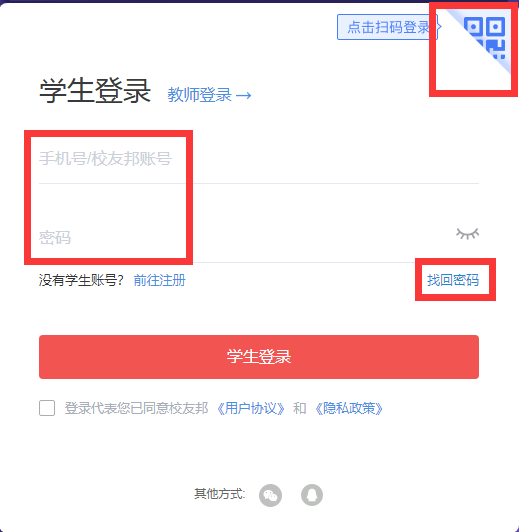 点击扫码登录
学生登录 教师登录 →
手机号/校友邦账号
密码
没有学生账号？ 前往注册 找回密码
学生登录
登录代表您已同意校友邦 《用户协议》 和 《隐私政策》
其他方式: